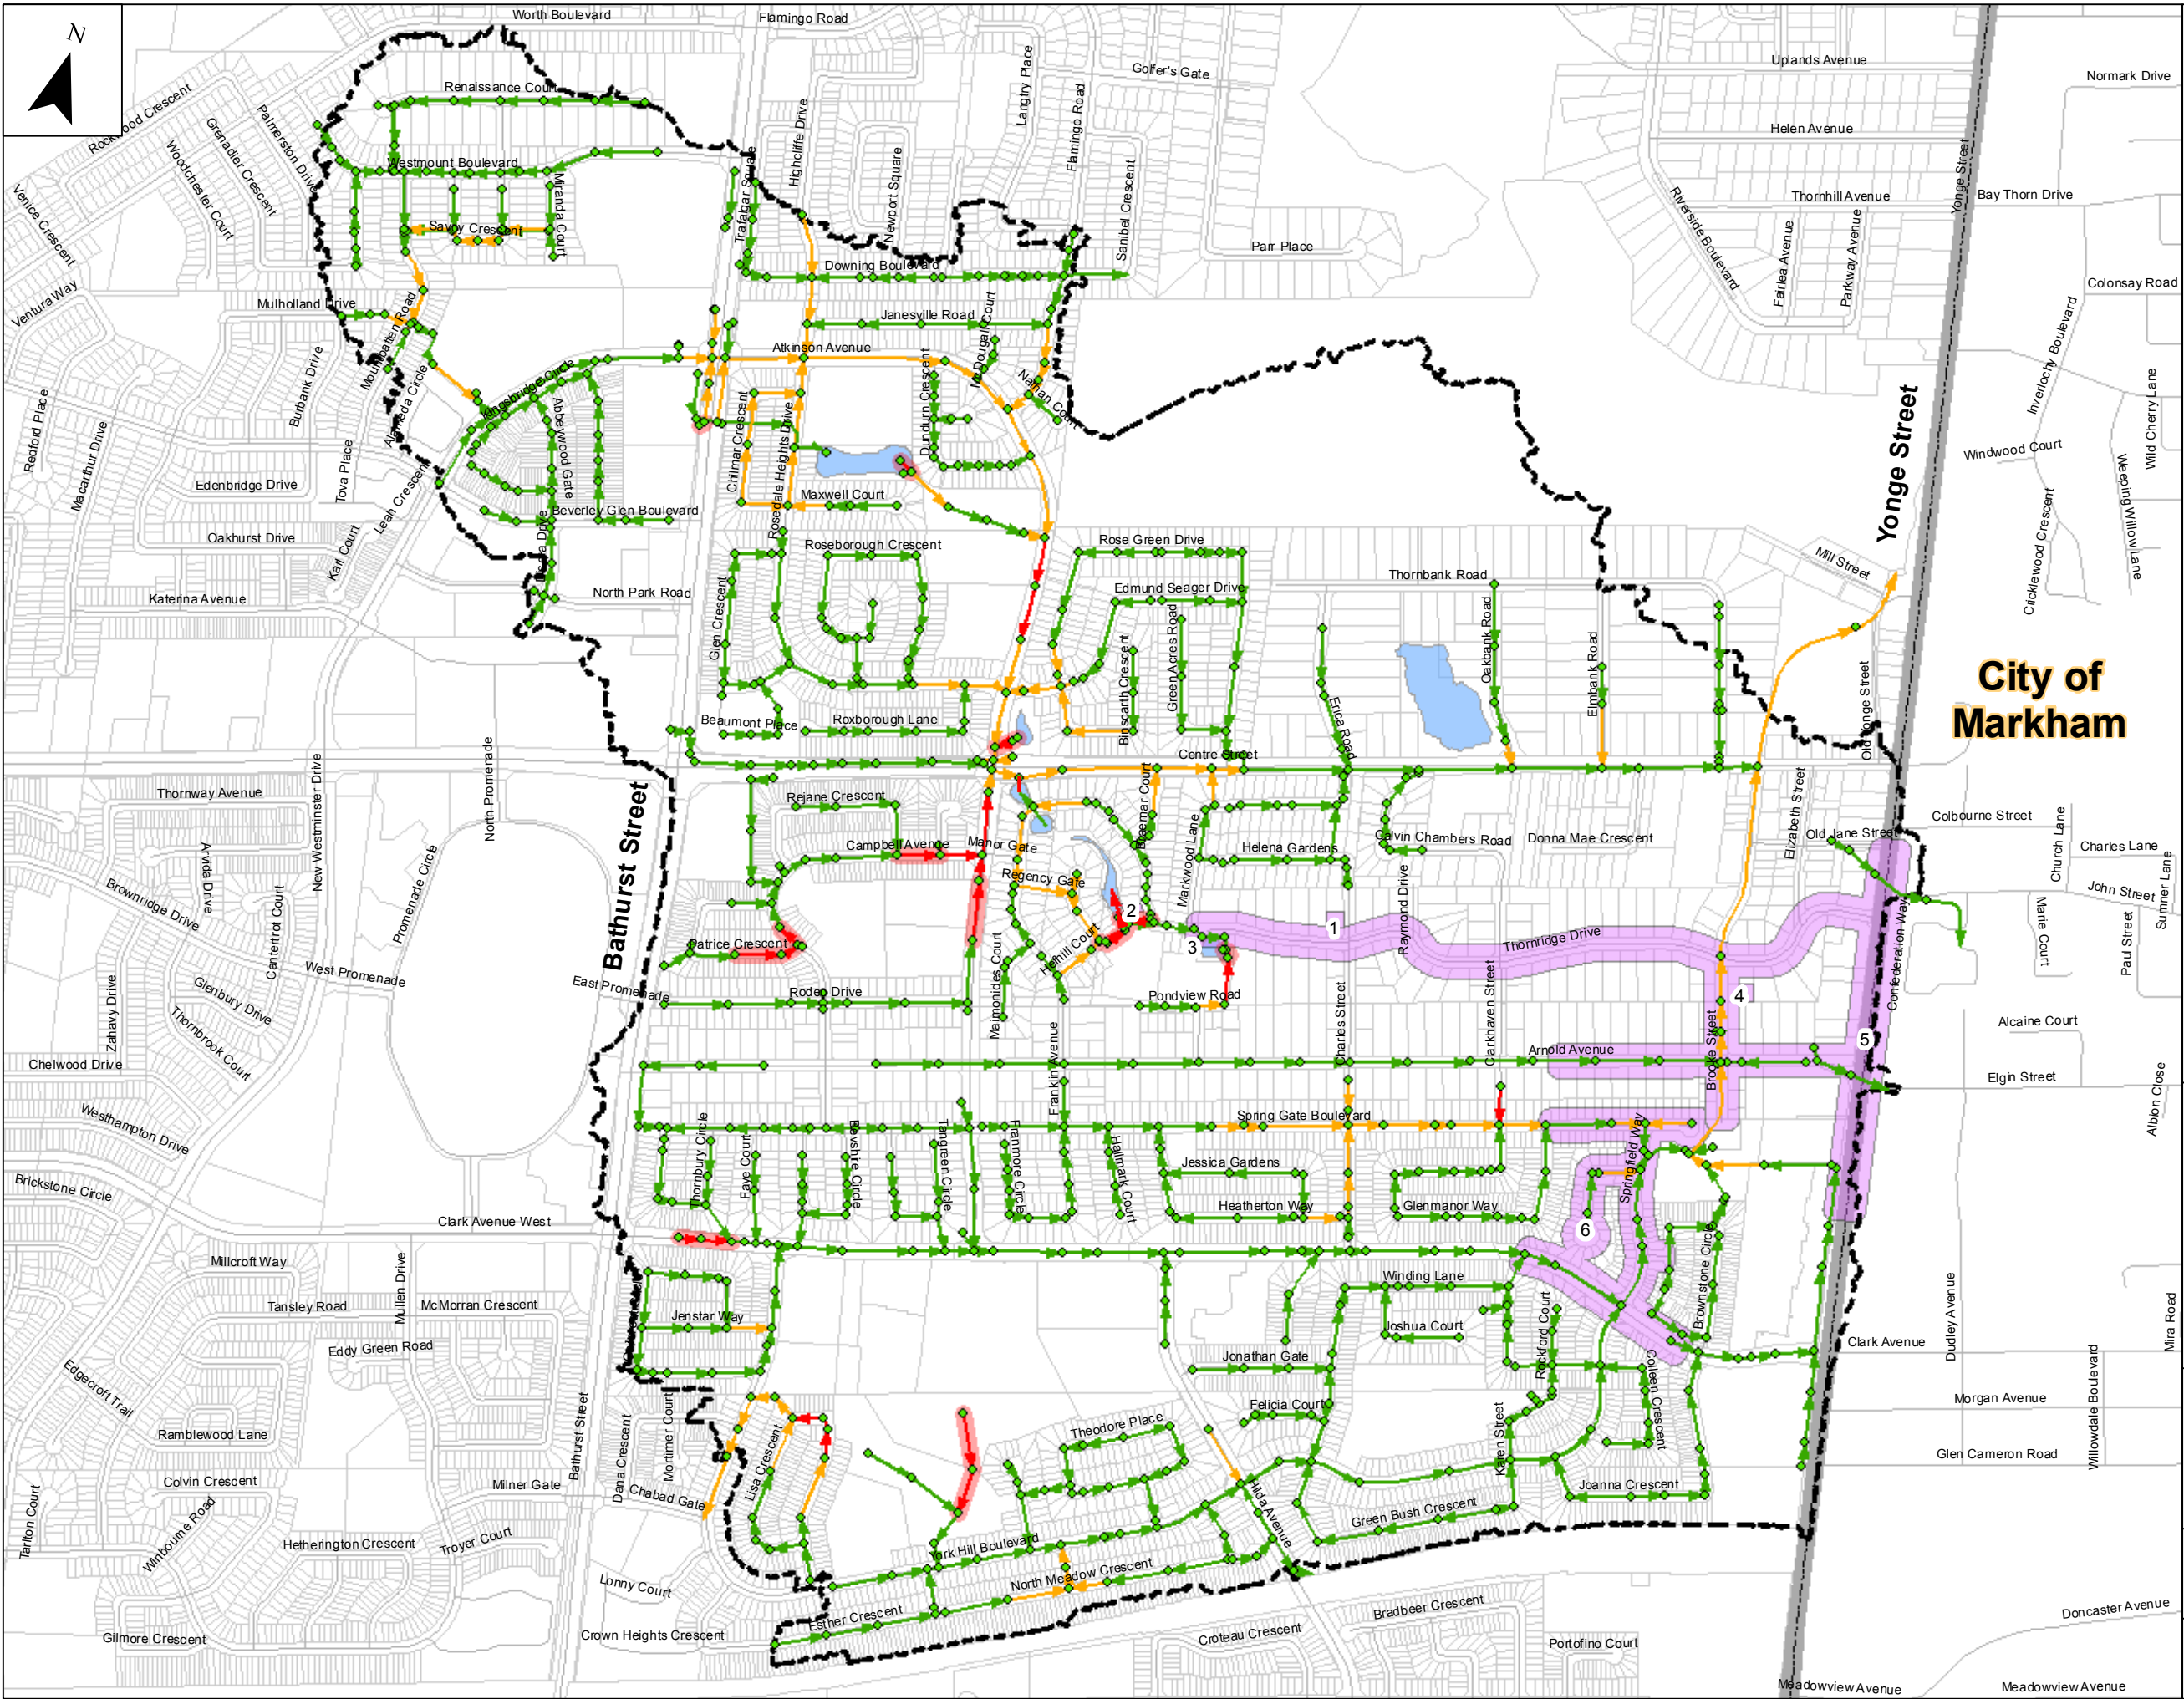 N
Worth Boulevard
Flamingo Road
Golfer's Gate
Langtry Place
Flamingo Road
Uplands Avenue
Normark Drive
Renaissance Court
Rockwood Crescent
Palmerston Drive
Grenadier Crescent
Woodchester Court
Highcliffe Drive
Helen Avenue
Westmount Boulevard
Venice Crescent
Miranda Court
Trafalgar Square
Newport Square
Sanibel Crescent
Yonge Street
Thornhill Avenue
Bay Thorn Drive
Savoy Crescent
Riverside Boulevard
Fairlea Avenue
Parkway Avenue
Parr Place
Downing Boulevard
Colonsay Road
Ventura Way
Mulholland Drive
Mountbatten Road
Janesville Road
McDougall Court
Atkinson Avenue
Inverlochy Boulevard
Burbank Drive
Alameda Circle
Kingsbridge Circle
Dundurn Crescent
Nathan Court
Wild Cherry Lane
Redford Place
Macarthur Drive
Abbeywood Gate
Chilmar Crescent
Rosedale Heights Drive
Yonge Street
Windwood Court
Weeping Willow Lane
Tova Place
Edenbridge Drive
Leah Crescent
Maxwell Court
Beverley Glen Boulevard
Cricklewood Crescent
Oakhurst Drive
Karl Court
Roseborough Crescent
Rose Green Drive
Mill Street
Thornbank Road
Edmund Seager Drive
North Park Road
Katerina Avenue
Glen Crescent
Green Acres Road
Binscarth Crescent
Oakbank Road
Elmbank Road
Old Yonge Street
City of
Markham
Beaumont Place
Roxborough Lane
Erica Road
Centre Street
New Westminster Drive
North Promenade
Bathurst Street
Thornway Avenue
Rejane Crescent
Braemar Court
Elizabeth Street
Colbourne Street
Old Jane Street
Church Lane
Charles Lane
Campbell Avenue
Manor Gate
Markwood Lane
Helena Gardens
Calvin Chambers Road
Donna Mae Crescent
Arvida Drive
Promenade Circle
Regency Gate
Raymond Drive
Brownridge Drive
Cantertrot Court
John Street
Sumner Lane
2
1
3
Patrice Crescent
Helhill Court
Thornridge Drive
Confederation Way
Marie Court
Paul Street
West Promenade
East Promenade
Glenbury Drive
Rodeo Drive
Maimonides Court
Pondview Road
Charles Street
Clarkhaven Street
4
Zahavy Drive
Thornbrook Court
Alcaine Court
5
Arnold Avenue
Brooke Street
Franklin Avenue
Chelwood Drive
Elgin Street
Albion Close
Westhampton Drive
Spring Gate Boulevard
Thornbury Circle
Faye Court
Bevshire Circle
Tangreen Circle
Franmore Circle
Hallmark Court
Jessica Gardens
Springfield Way
Brickstone Circle
Heatherton Way
Glenmanor Way
Clark Avenue West
6
Millcroft Way
Mullen Drive
Winding Lane
Brownstone Circle
Dudley Avenue
Mira Road
Tansley Road
McMorran Crescent
Jenstar Way
Joshua Court
Rockford Court
Eddy Green Road
Jonathan Gate
Colleen Crescent
Clark Avenue
Willowdale Boulevard
Edgecroft Trail
Bathurst Street
Mortimer Court
Felicia Court
Morgan Avenue
Ramblewood Lane
Dana Crescent
Lisa Crescent
Theodore Place
Karen Street
Glen Cameron Road
Colvin Crescent
Milner Gate
Chabad Gate
Hilda Avenue
Green Bush Crescent
Joanna Crescent
Tarlton Court
Winbourne Road
Hetherington Crescent
Troyer Court
York Hill Boulevard
North Meadow Crescent
Lonny Court
Esther Crescent
Bradbeer Crescent
Doncaster Avenue
Gilmore Crescent
Crown Heights Crescent
Croteau Crescent
Portofino Court
Meadowview Avenue
Meadowview Avenue